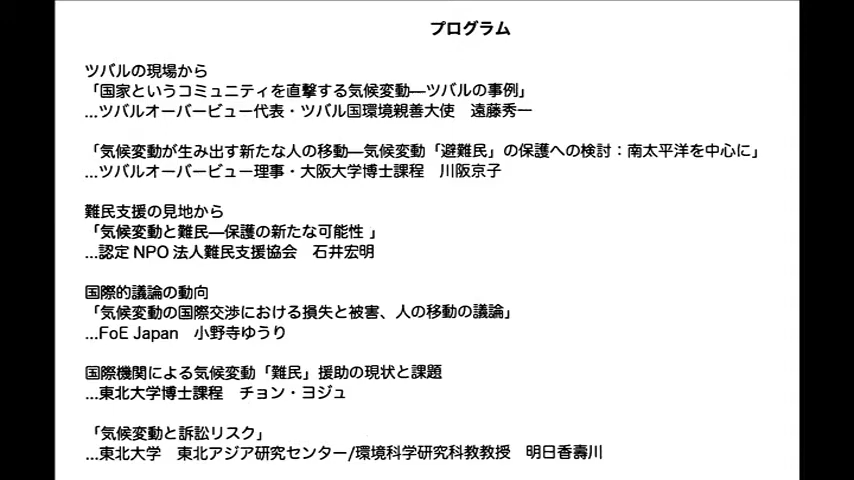 プログラム
ツバルの現場から
「国家というコミュニティを直撃する気候変動―ツバルの事例」
...ツバルオーバービュー代表・ツバル国環境親善大使　遠藤秀一
「気候変動が生み出す新たな人の移動―気候変動「避難民」の保護への検討：南太平洋を中心に」
...ツバルオーバービュー理事・大阪大学博士課程　川阪京子
難民支援の見地から
「気候変動と難民―保護の新たな可能性 」
...認定 NPO 法人難民支援協会　石井宏明
国際的議論の動向
「気候変動の国際交渉における損失と被害、人の移動の議論」
...FoE Japan　小野寺ゆうり
国際機関による気候変動「難民」援助の現状と課題
...東北大学博士課程　チョン・ヨジュ
「気候変動と訴訟リスク」
...東北大学　東北アジア研究センター/環境科学研究科教教授　明日香壽川